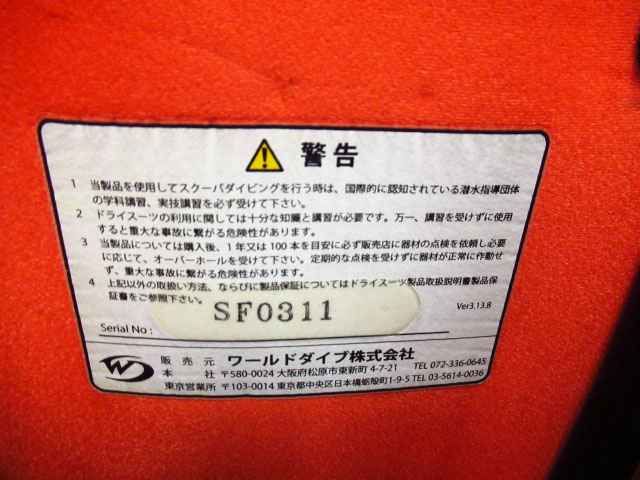 警告
1 当製品を使用してスクーバダイビングを行う時は、国際的に認知されている潜水指導団体
の学科講習、実技講習を必ず受けて下さい。
2 ドライスーツの利用に関しては十分な知識と講習が必要です。万一、講習を受けずに使用
すると重大な事故に繋がる危険性があります。
3 当製品については購入後、1年又は100本を目安に必ず販売店に器材の点検を依頼し必要
に応じて、オーバーホールを受けて下さい。定期的な点検を受けずに器材が正常に作動せ
ず、重大な事故に繋がる危険性があります。
4 上記以外の取扱い方法、ならびに製品保証についてはドライスーツ製品取扱説明書製品保
証書をご参照下さい。
Ver3.13.8
Serial No : SF0311
W
販売元 ワールドダイブ株式会社
本社 〒580-0024 大阪府松原市東新町 4-7-21 TEL 072-336-0645
東京営業所 〒103-0014 東京都中央区日本橋蛎殻町1-9-5 TEL 03-5614-0036